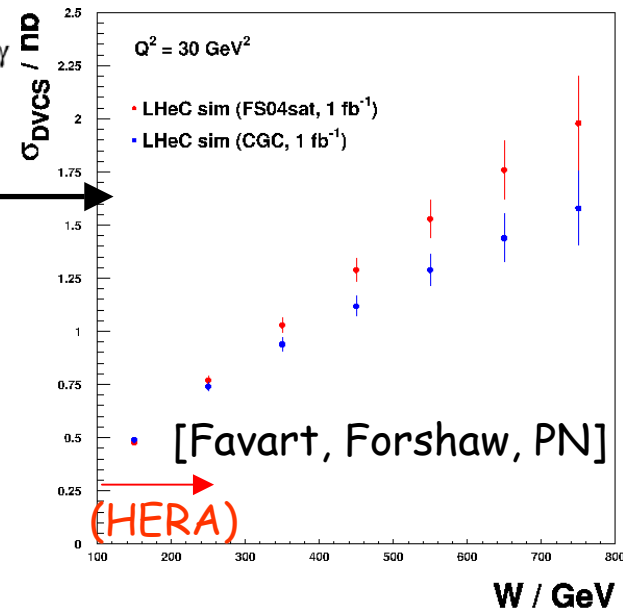 γ
σDVCS / nb
2.5
2.25
2
1.75
1.5
1.25
1
0.75
0.5
0.25
0
Q² = 30 GeV²
LHeC sim (FS04sat, 1 fb⁻¹)
LHeC sim (CGC, 1 fb⁻¹)
[Favart, Forshaw, PN]
(HERA)
100 200 300 400 500 600 700 800
W / GeV